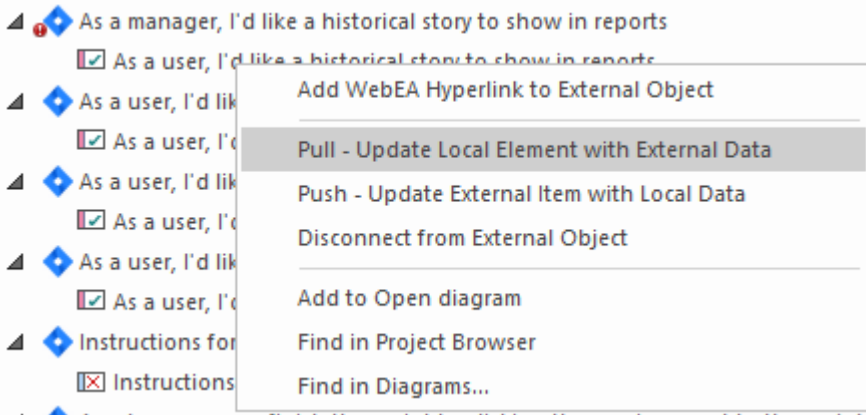 As a manager, I'd like a historical story to show in reports
As a user, I'd like a historical story to show in reports
Add WebEA Hyperlink to External Object
As a user, I'd lik
As a user, I'd
Pull - Update Local Element with External Data
As a user, I'd lik
Push - Update External Item with Local Data
As a user, I'd
Disconnect from External Object
As a user, I'd lik
As a user, I'd
Add to Open diagram
Instructions for
Find in Project Browser
Instructions
Find in Diagrams...